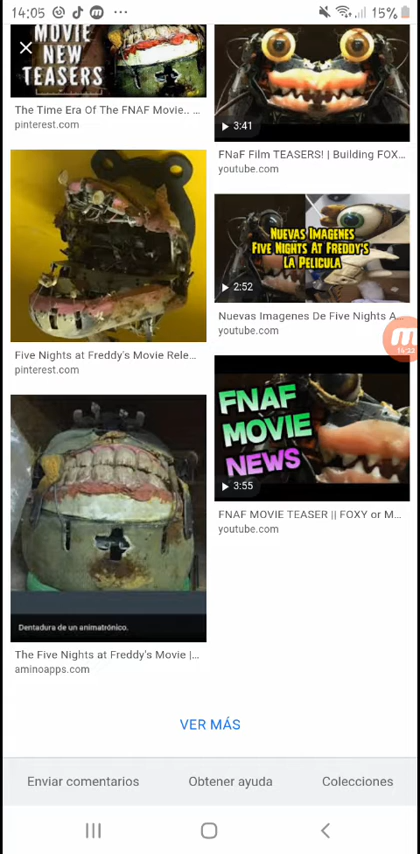 14:05
15%
MOVIE
NEW
TEASERS
The Time Era Of The FNAF Movie.. ...
pinterest.com
3:41
FNaF Film TEASERS! | Building FOX...
youtube.com
NUEVAS IMAGENES
FIVE NIGHTS AT FREDDY'S
LA PELICULA
2:52
Nuevas Imagenes De Five Nights A...
youtube.com
Five Nights at Freddy's Movie Rele...
pinterest.com
FNAF
MOVIE
NEWS
3:55
FNAF MOVIE TEASER || FOXY or M...
youtube.com
Dentadura de un animatrónico.
The Five Nights at Freddy's Movie |...
aminoapps.com
VER MÁS
Enviar comentarios
Obtener ayuda
Colecciones